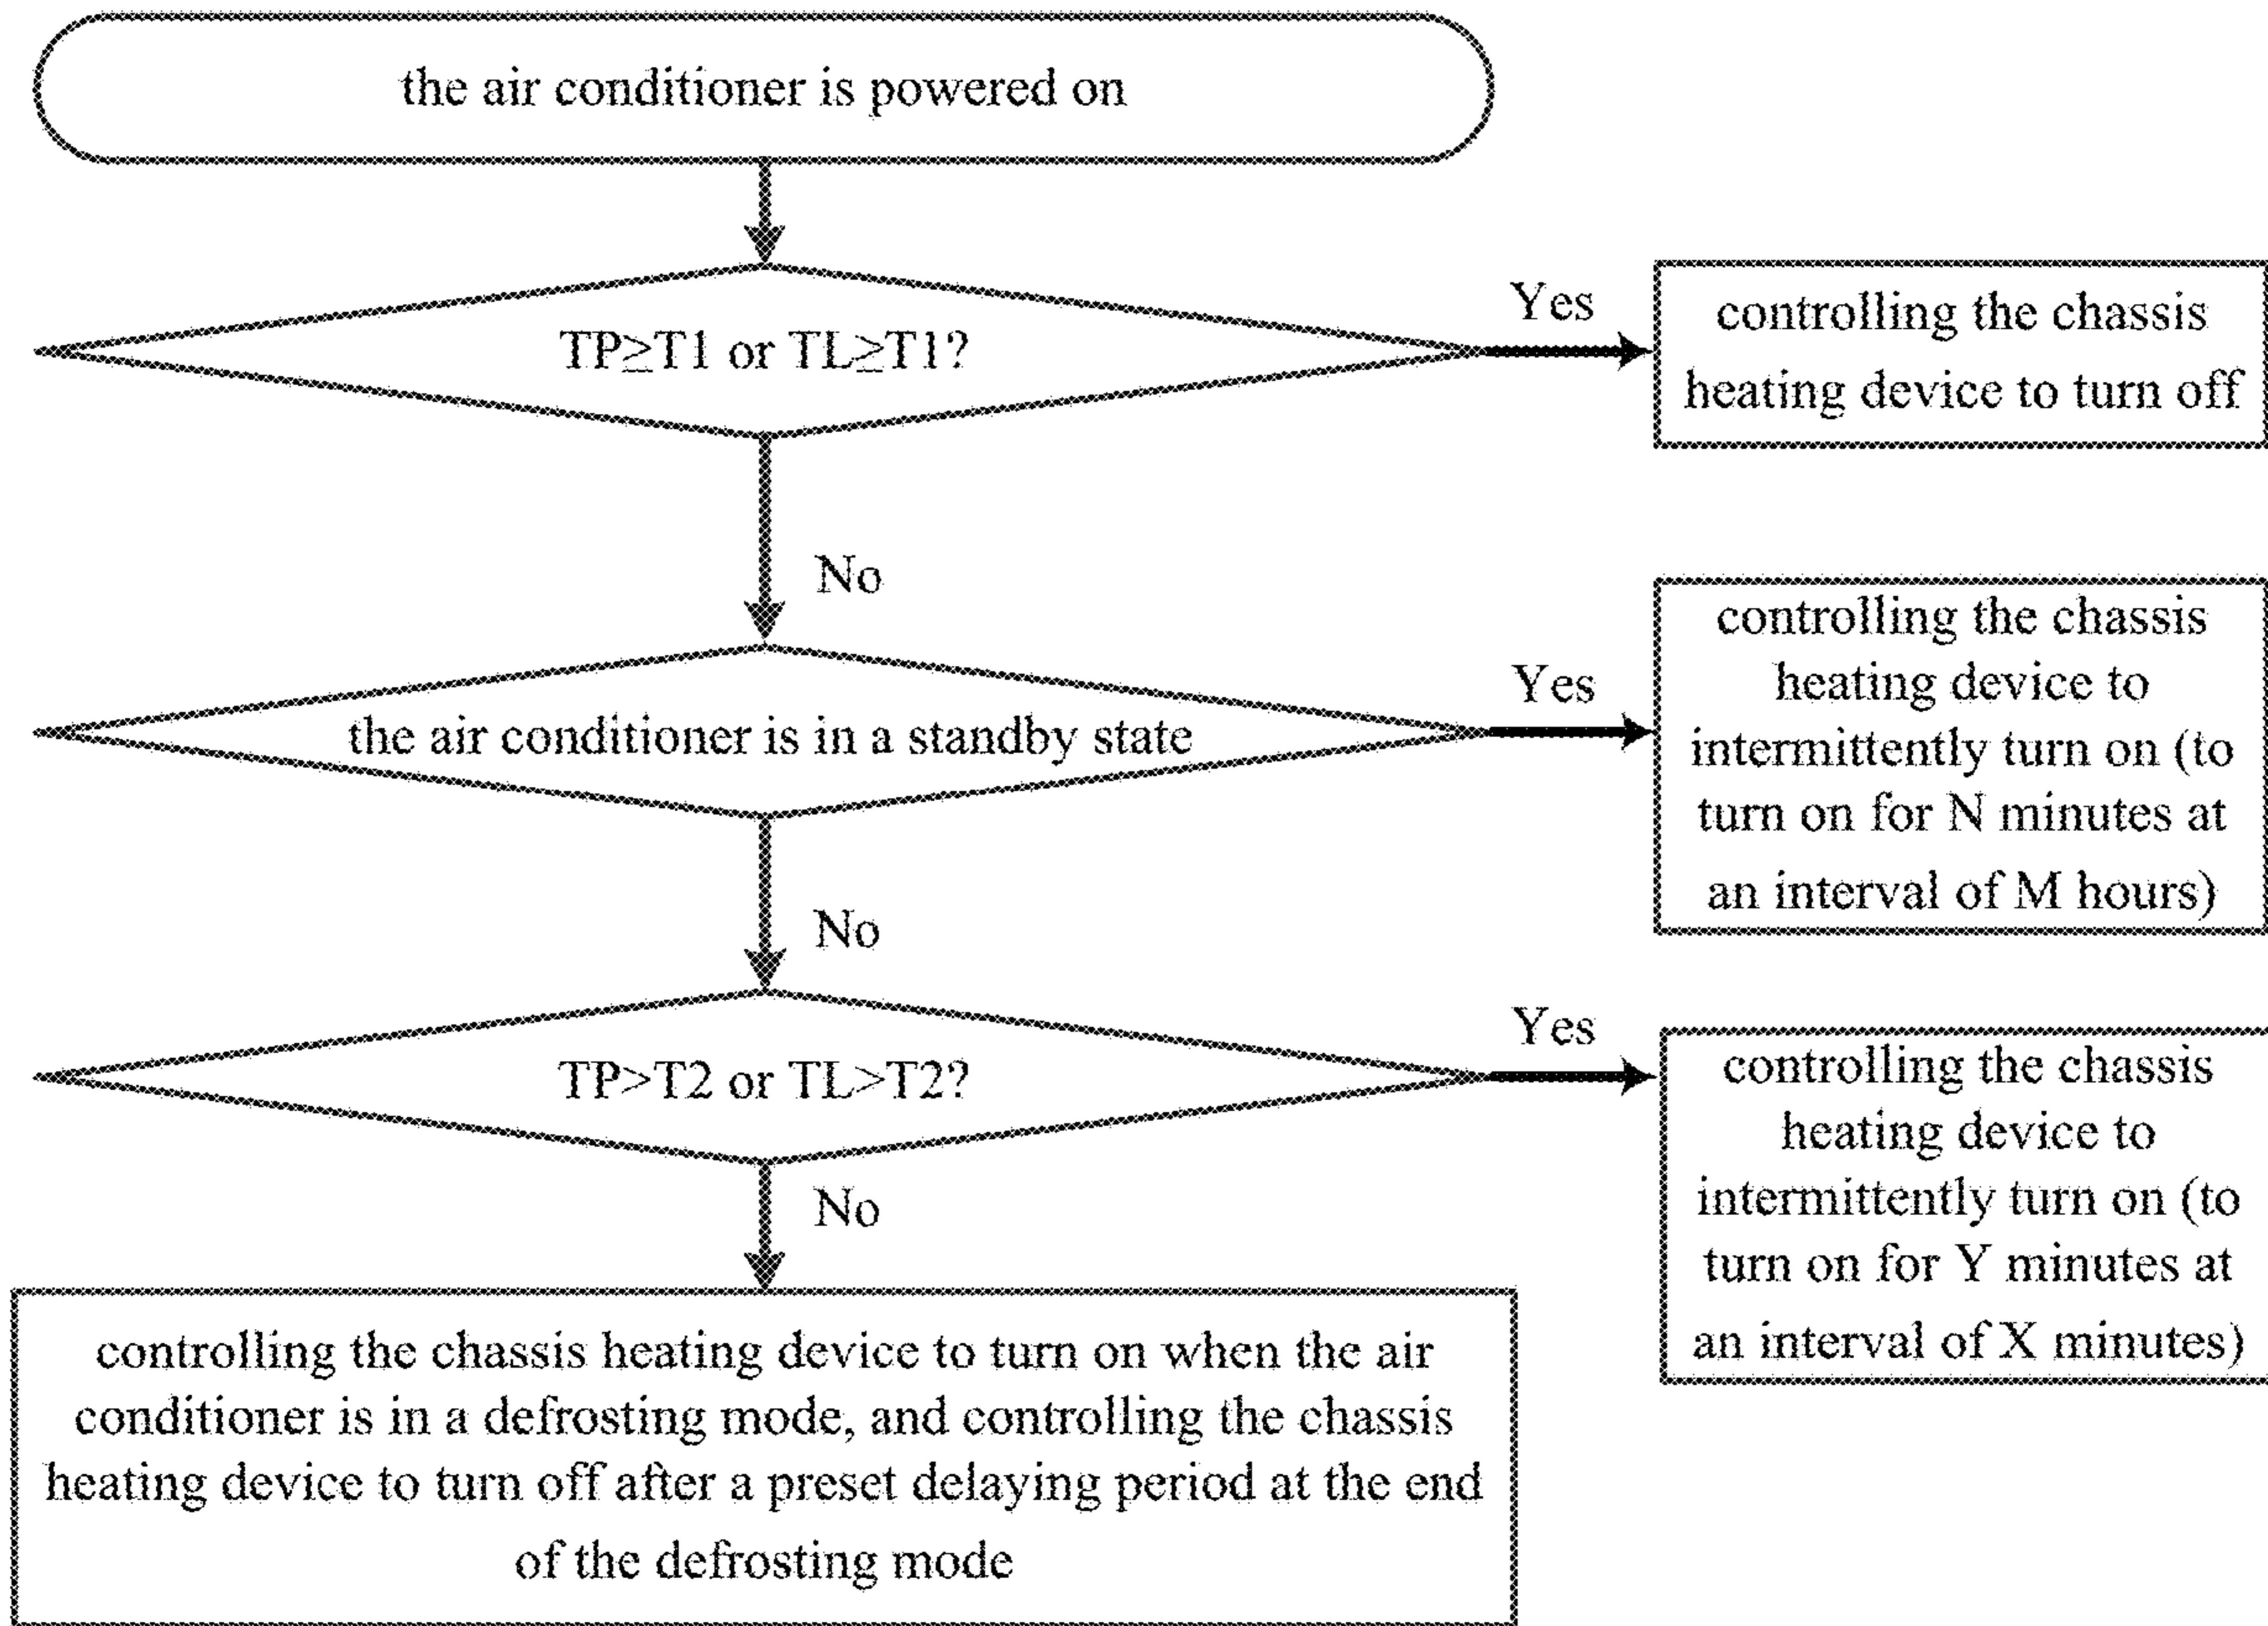 the air conditioner is powered on
TP≥T1 or TL≥T1?
Yes
controlling the chassis
heating device to turn off
No
the air conditioner is in a standby state
Yes
controlling the chassis
heating device to
intermittently turn on (to
turn on for N minutes at
an interval of M hours)
No
TP>T2 or TL>T2?
Yes
controlling the chassis
heating device to
intermittently turn on (to
turn on for Y minutes at
an interval of X minutes)
No
controlling the chassis heating device to turn on when the air
conditioner is in a defrosting mode, and controlling the chassis
heating device to turn off after a preset delaying period at the end
of the defrosting mode